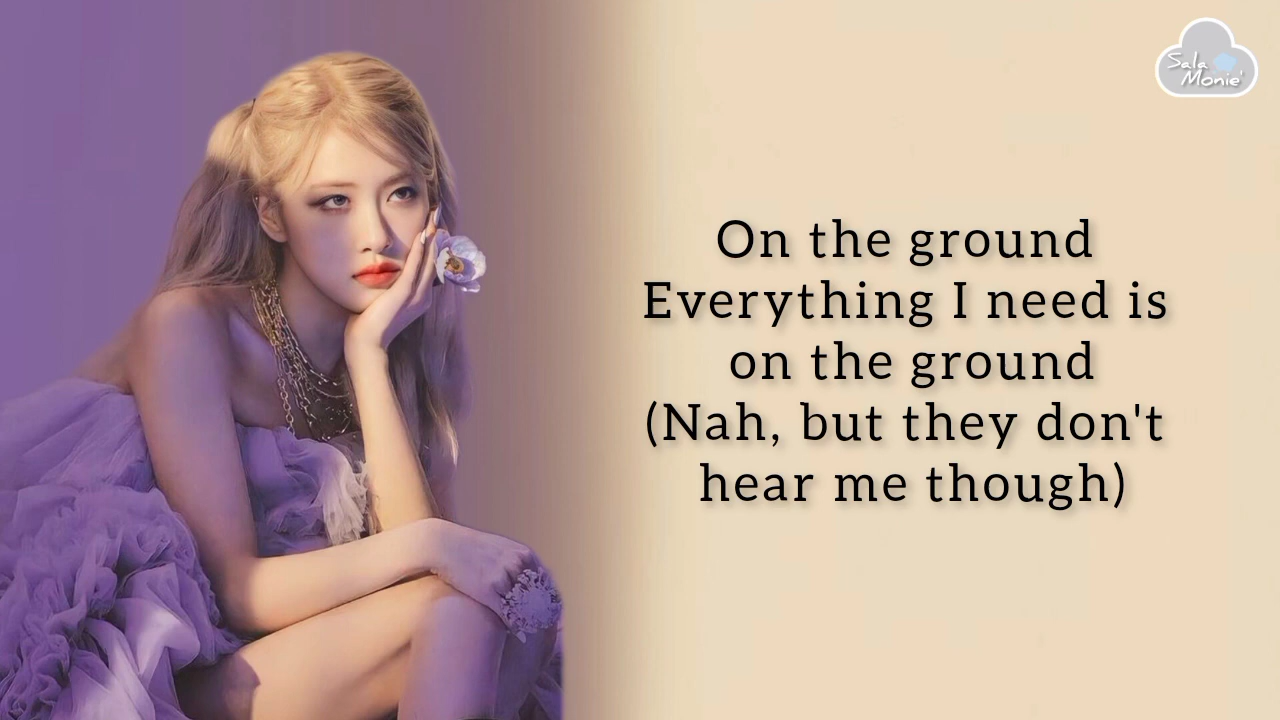 Sala
Monie'
On the ground
Everything I need is
on the ground
(Nah, but they don't
hear me though)